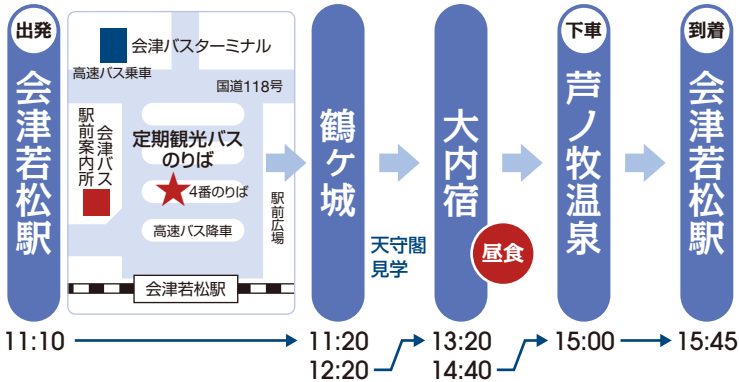 出発
会津若松駅
会津バスターミナル
高速バス乗車
国道118号
駅前案内所
会津バス
定期観光バス
のりば
4番のりば
高速バス降車
駅前広場
会津若松駅
鶴ヶ城
天守閣
見学
大内宿
昼食
下車
芦ノ牧温泉
到着
会津若松駅
11:10
11:20
12:20
13:20
14:40
15:00
15:45